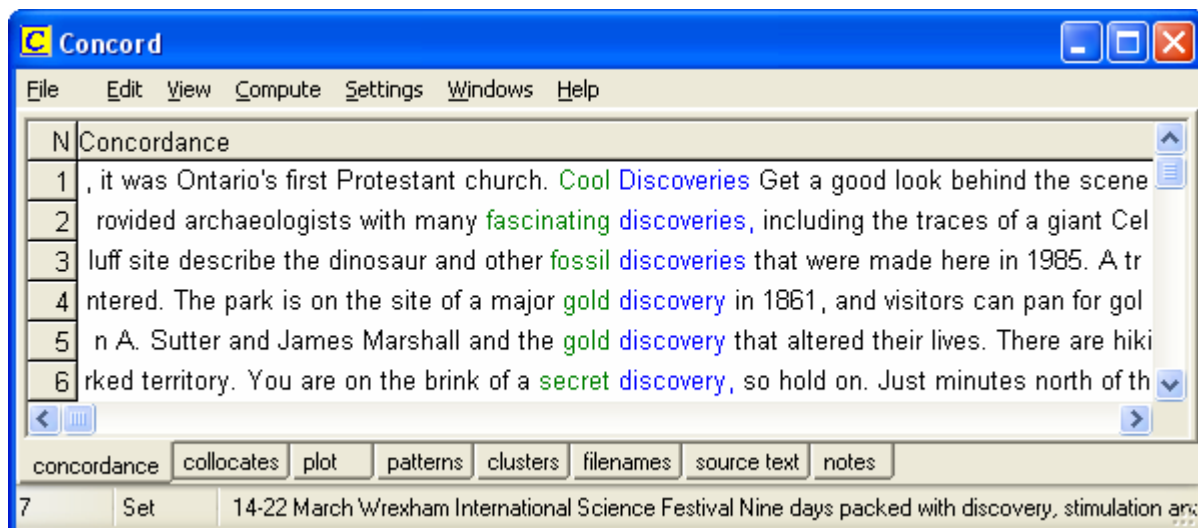 C Concord
File Edit View Compute Settings Windows Help
N Concordance
1 , it was Ontario's first Protestant church. Cool Discoveries Get a good look behind the scene
2 rovided archaeologists with many fascinating discoveries, including the traces of a giant Cel
3 luff site describe the dinosaur and other fossil discoveries that were made here in 1985. A tr
4 ntered. The park is on the site of a major gold discovery in 1861, and visitors can pan for gol
5 n A. Sutter and James Marshall and the gold discovery that altered their lives. There are hiki
6 rked territory. You are on the brink of a secret discovery, so hold on. Just minutes north of th
concordance collocates plot patterns clusters filenames source text notes
7 Set 14-22 March Wrexham International Science Festival Nine days packed with discovery, stimulation and